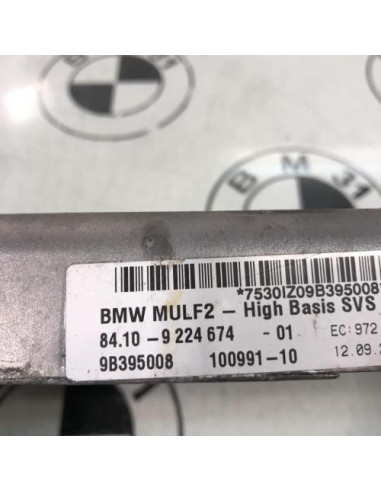 B M 31
*7530IZ09B395008
BMW MULF2 - High Basis SVS
84.10 - 9 224 674 - 01 EC: 972
9B395008 100991-10 12.09.